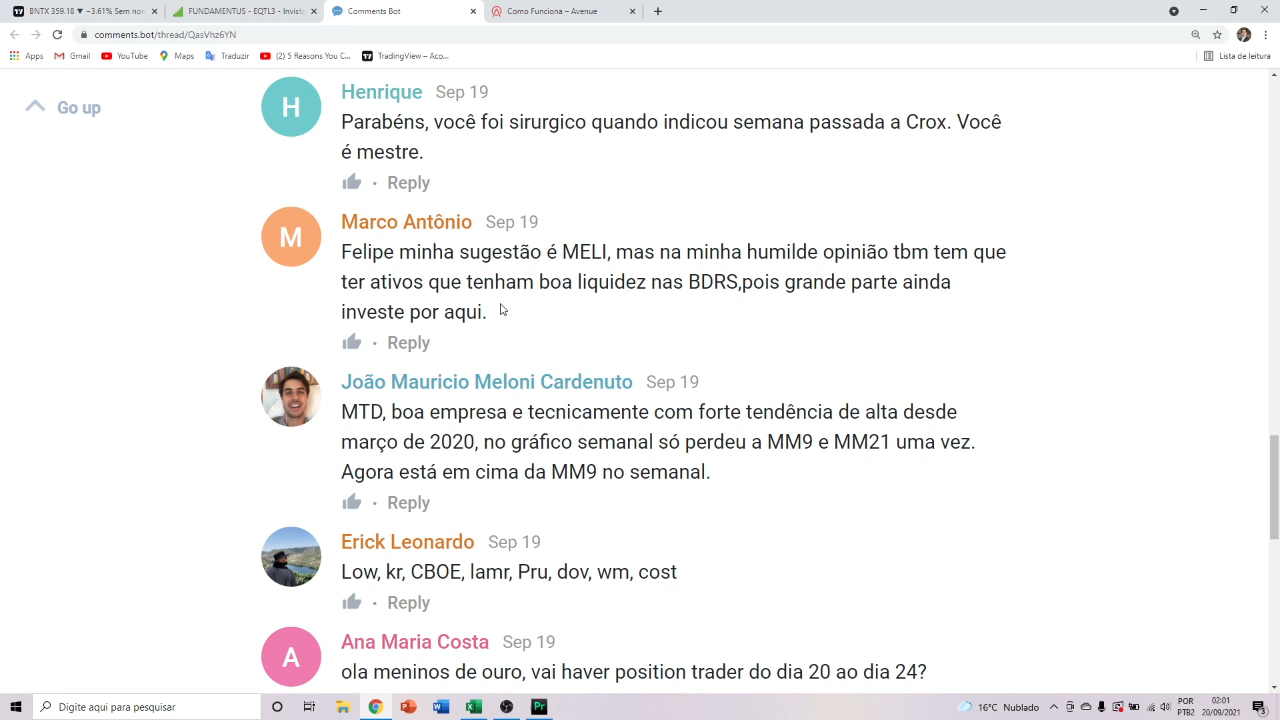 BNTX 359.18 ▼ −3.61% Sem no
FUNDAMENTUS - EQTL3 - Invist
Comments Bot
Como Funciona – Avenue
comments.bot/thread/QasVhz6YN
Apps
Gmail
YouTube
Maps
Traduzir
(2) 5 Reasons You C...
TradingView – Aco...
Lista de leitura
Go up
H
Henrique Sep 19
Parabéns, você foi sirurgico quando indicou semana passada a Crox. Você
é mestre.
Reply
M
Marco Antônio Sep 19
Felipe minha sugestão é MELI, mas na minha humilde opinião tbm tem que
ter ativos que tenham boa liquidez nas BDRS,pois grande parte ainda
investe por aqui.
Reply
João Mauricio Meloni Cardenuto Sep 19
MTD, boa empresa e tecnicamente com forte tendência de alta desde
março de 2020, no gráfico semanal só perdeu a MM9 e MM21 uma vez.
Agora está em cima da MM9 no semanal.
Reply
Erick Leonardo Sep 19
Low, kr, CBOE, lamr, Pru, dov, wm, cost
Reply
A
Ana Maria Costa Sep 19
ola meninos de ouro, vai haver position trader do dia 20 ao dia 24?
Digite aqui para pesquisar
16°C Nublado
POR
PTB2
02:01
20/09/2021